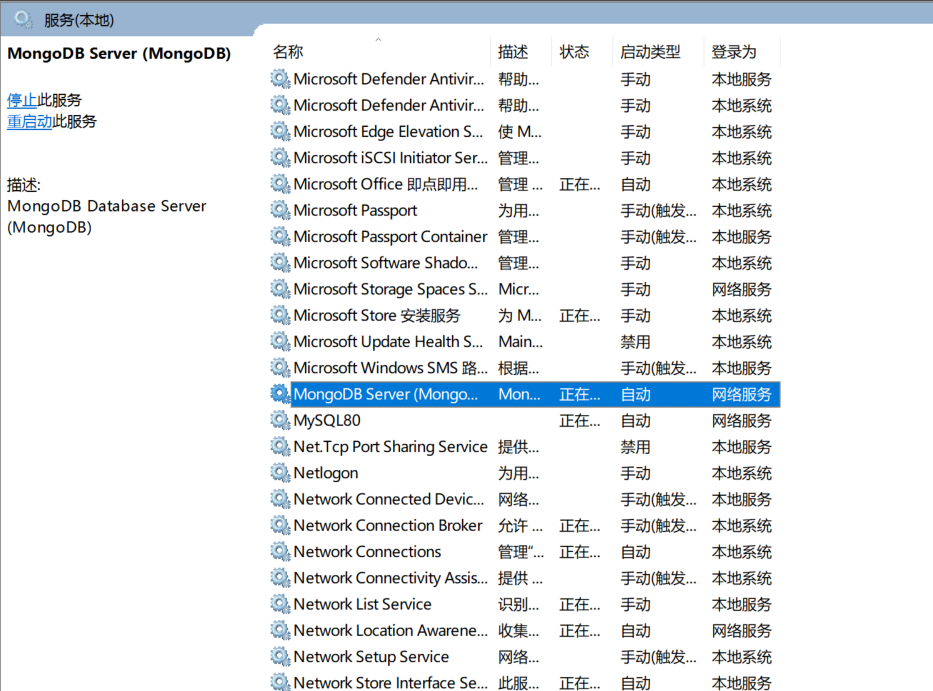 服务(本地)
MongoDB Server (MongoDB)
停止此服务
重启动此服务
描述:
MongoDB Database Server
(MongoDB)
名称 描述 状态 启动类型 登录为
Microsoft Defender Antivir... 帮助... 手动 本地服务
Microsoft Defender Antivir... 帮助... 手动 本地系统
Microsoft Edge Elevation S... 使 M... 手动 本地系统
Microsoft iSCSI Initiator Ser... 管理... 手动 本地系统
Microsoft Office 即点即用... 管理 ... 正在... 自动 本地系统
Microsoft Passport 为用... 手动(触发... 本地系统
Microsoft Passport Container 管理... 手动(触发... 本地服务
Microsoft Software Shado... 管理... 手动 本地系统
Microsoft Storage Spaces S... Micr... 手动 网络服务
Microsoft Store 安装服务 为 M... 正在... 手动 本地系统
Microsoft Update Health S... Main... 禁用 本地系统
Microsoft Windows SMS 路... 根据... 手动(触发... 本地服务
MongoDB Server (Mongo... Mon... 正在... 自动 网络服务
MySQL80 正在... 自动 网络服务
Net.Tcp Port Sharing Service 提供... 禁用 本地服务
Netlogon 为用... 手动 本地系统
Network Connected Devic... 网络... 手动(触发... 本地服务
Network Connection Broker 允许 ... 正在... 手动(触发... 本地系统
Network Connections 管理“... 正在... 自动 本地系统
Network Connectivity Assis... 提供 ... 手动(触发... 本地系统
Network List Service 识别... 正在... 手动 本地服务
Network Location Awarene... 收集... 正在... 自动 网络服务
Network Setup Service 网络... 手动(触发... 本地系统
Network Store Interface Se... 此服... 正在... 自动 本地服务